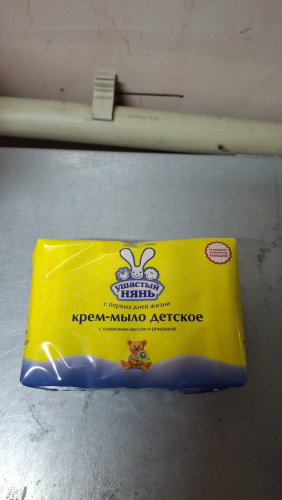 УШАСТЫЙ
НЯНЬ
с первых дней жизни
крем-мыло детское
с оливковым маслом и ромашкой